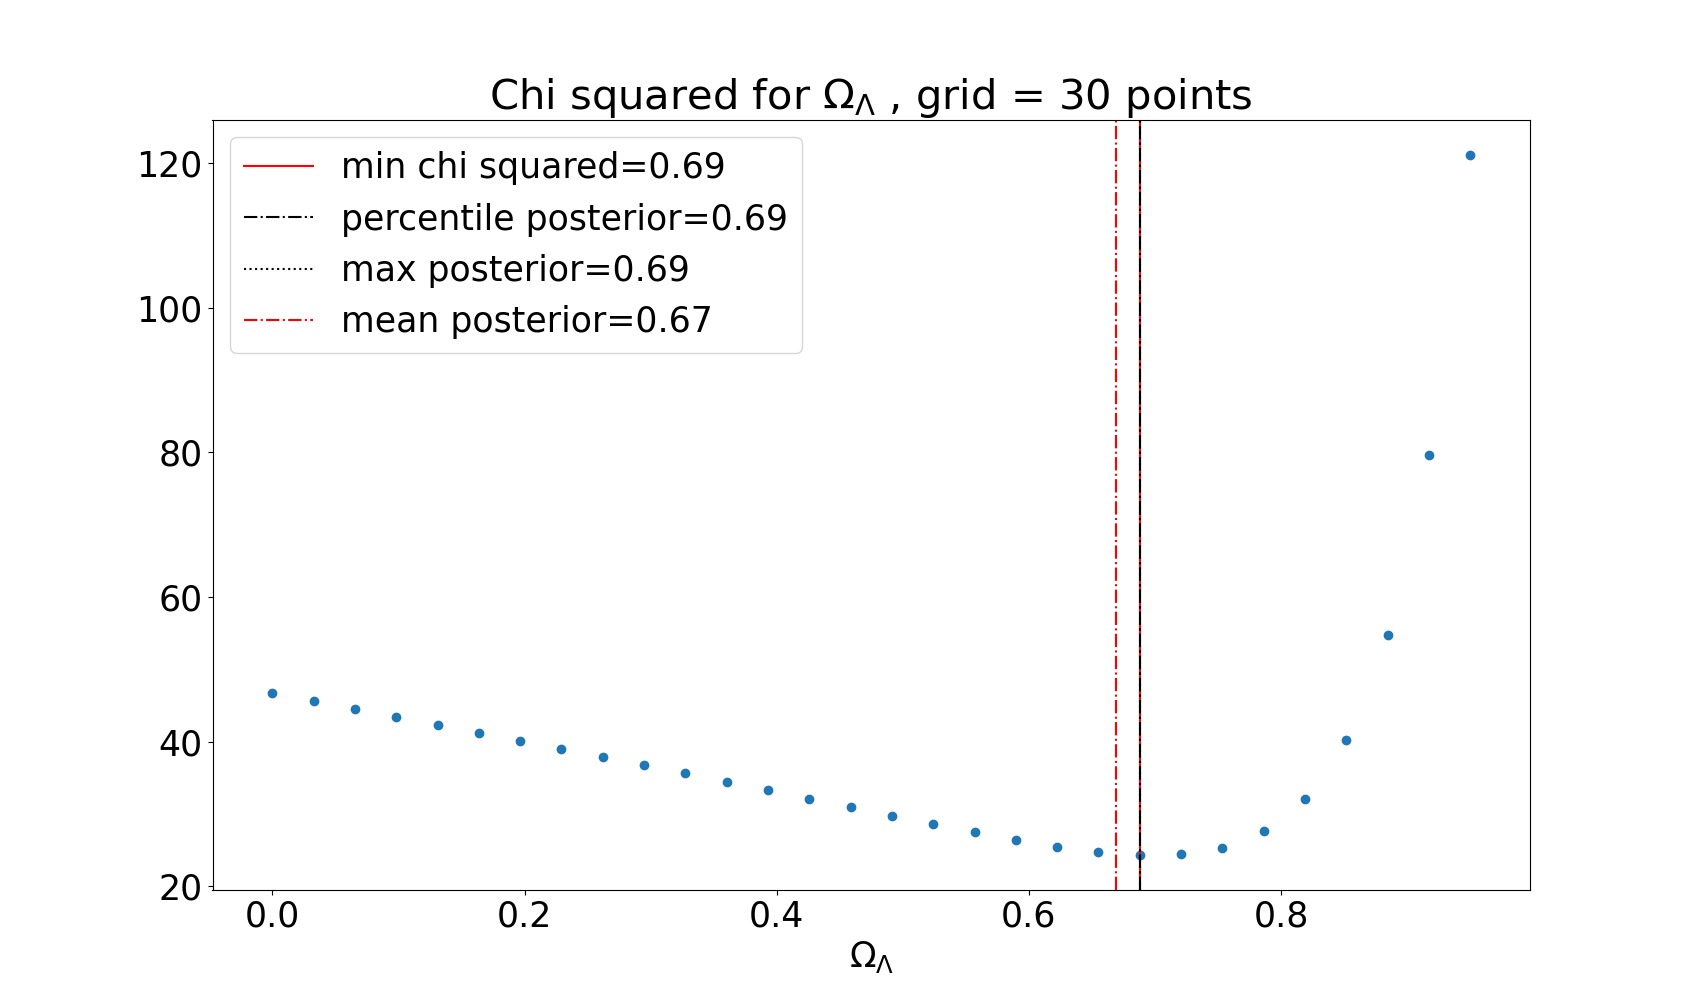 Chi squared for Ω_Λ , grid = 30 points
min chi squared=0.69
percentile posterior=0.69
max posterior=0.69
mean posterior=0.67
120
100
80
60
40
20
0.0 0.2 0.4 0.6 0.8
Ω_Λ